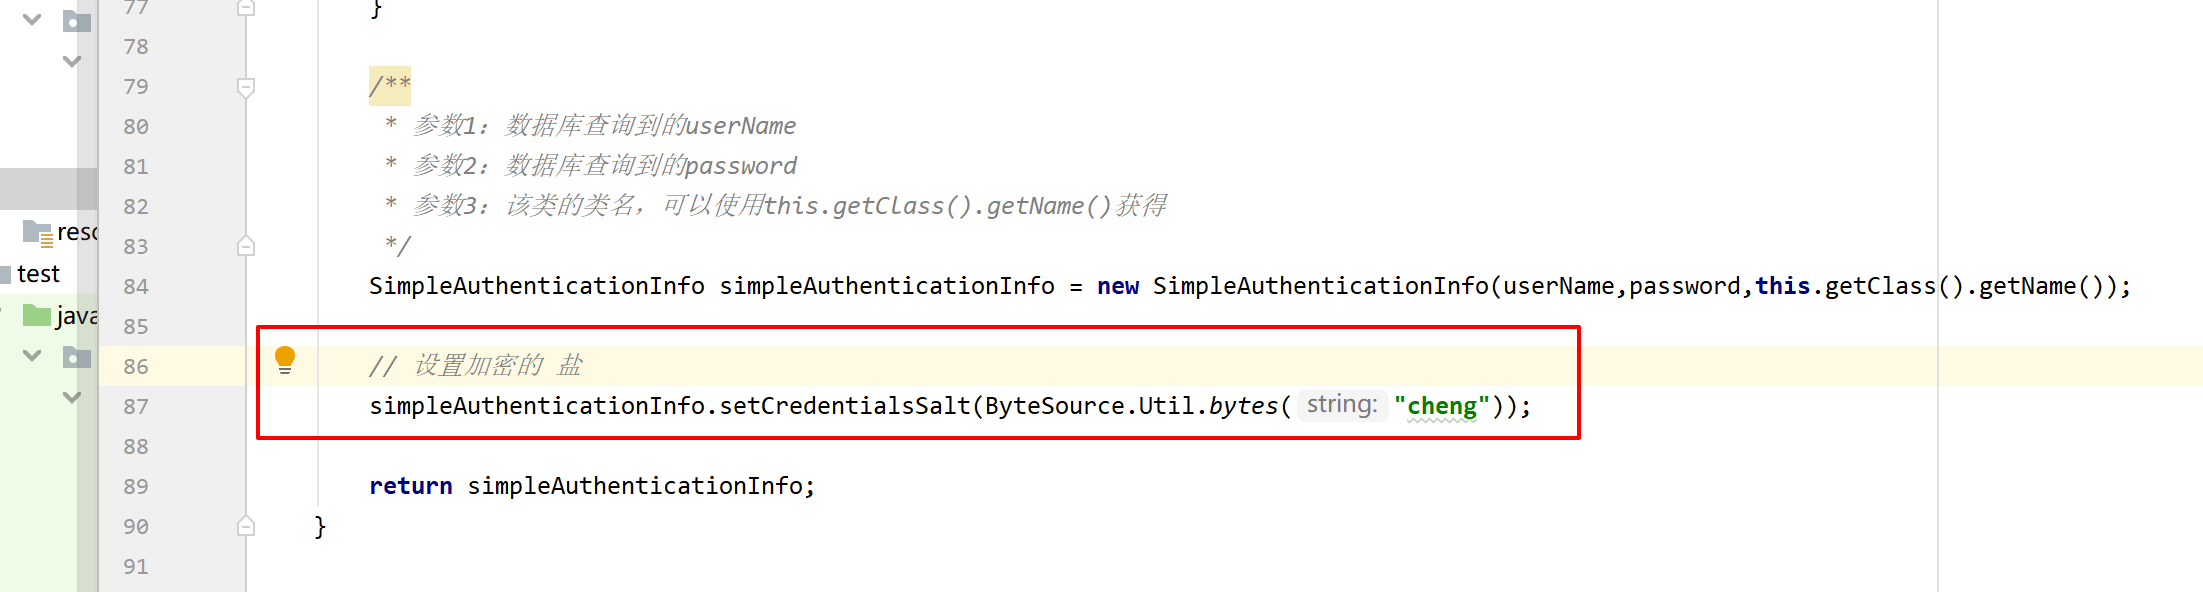 77 }
78
79 /**
80 * 参数1：数据库查询到的userName
81 * 参数2：数据库查询到的password
82 * 参数3：该类的类名，可以使用this.getClass().getName()获得
reso
83 */
test
84 SimpleAuthenticationInfo simpleAuthenticationInfo = new SimpleAuthenticationInfo(userName,password,this.getClass().getName());
java
85
86 // 设置加密的 盐
87 simpleAuthenticationInfo.setCredentialsSalt(ByteSource.Util.bytes( string: "cheng"));
88
89 return simpleAuthenticationInfo;
90 }
91